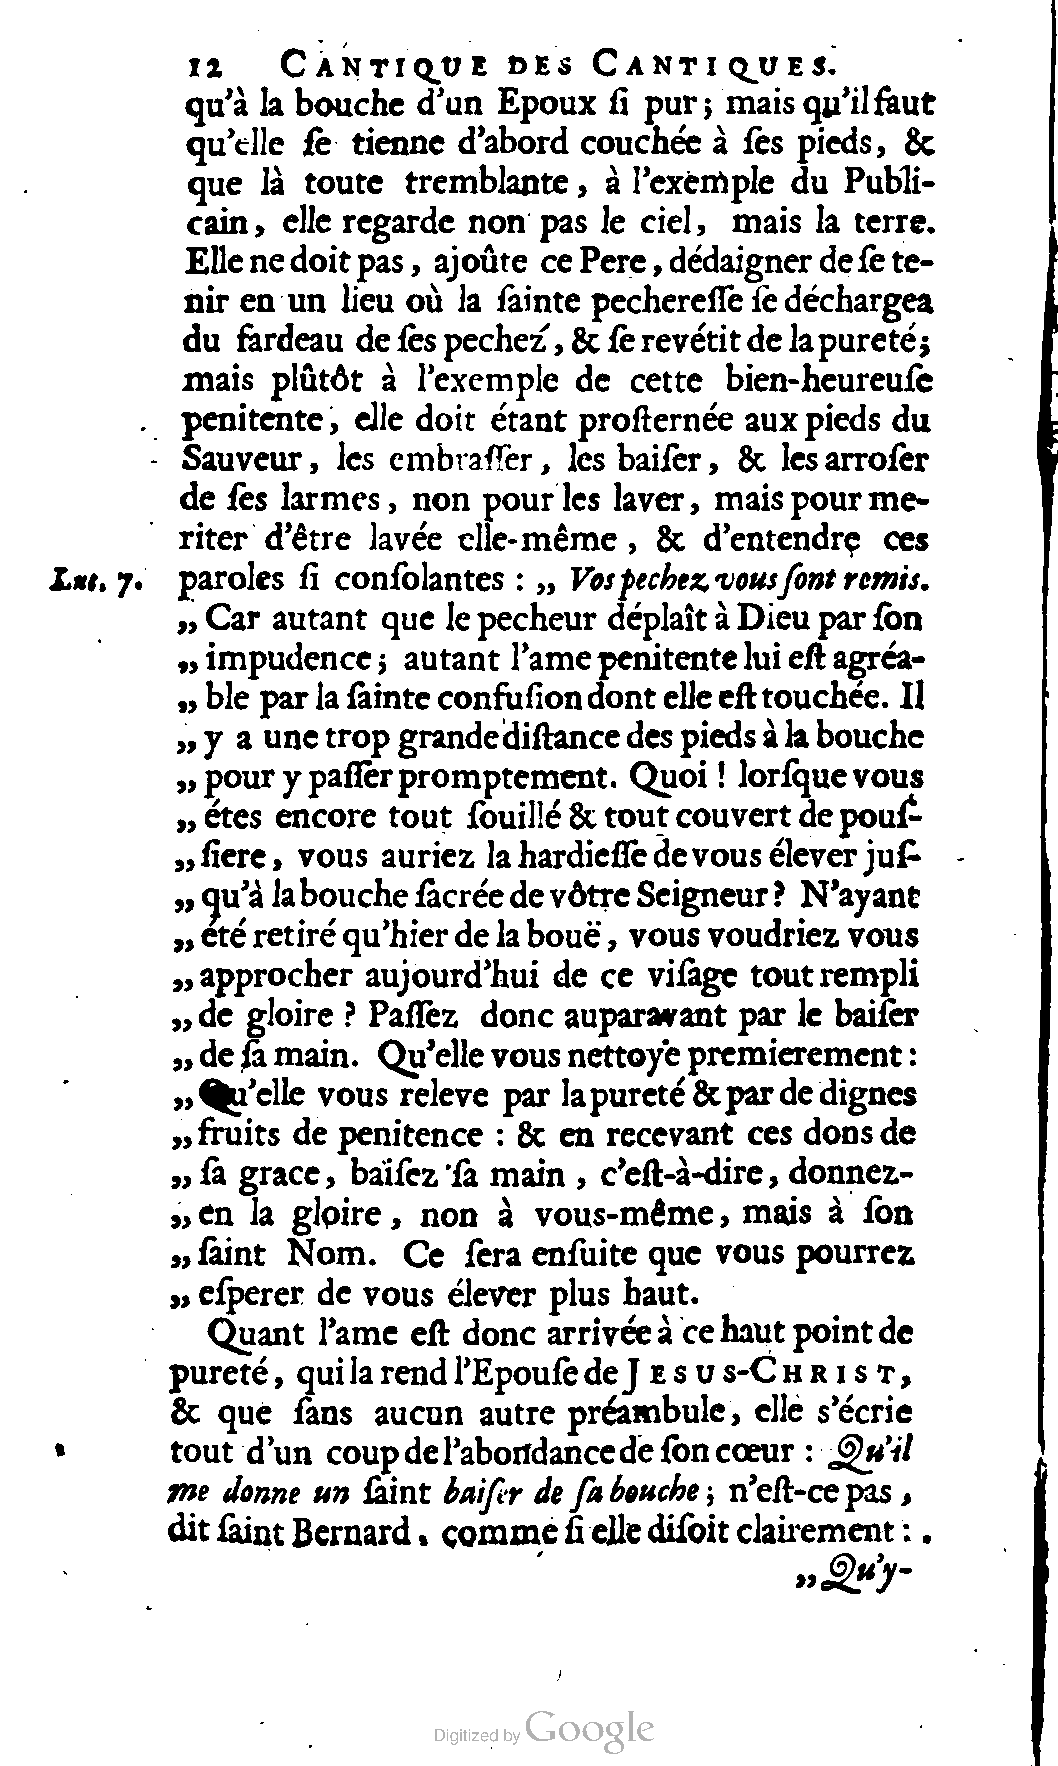 12 CANTIQUE DES CANTIQUES.
qu'à la bouche d'un Epoux ſi pur; mais qu'il faut
qu'elle ſe tienne d'abord couchée à ſes pieds, &
que là toute tremblante, à l'exemple du Publi-
cain, elle regarde non pas le ciel, mais la terre.
Elle ne doit pas, ajoûte ce Pere, dédaigner de ſe te-
nir en un lieu où la ſainte pechereſſe ſe déchargea
du fardeau de ſes pechez, & ſe revétit de la pureté;
mais plûtôt à l'exemple de cette bien-heureuſe
penitente, elle doit étant proſternée aux pieds du
Sauveur, les embraſſer, les baiſer, & les arroſer
de ſes larmes, non pour les laver, mais pour me-
riter d'être lavée elle-même, & d'entendre ces
Luc. 7. paroles ſi conſolantes : „ Vos pechez vous ſont remis.
„ Car autant que le pecheur déplaît à Dieu par ſon
„ impudence; autant l'ame penitente lui eſt agréa-
„ ble par la ſainte confuſion dont elle eſt touchée. Il
„ y a une trop grande diſtance des pieds à la bouche
„ pour y paſſer promptement. Quoi ! lorſque vous
„ étes encore tout ſouillé & tout couvert de pouſ-
„ ſiere, vous auriez la hardieſſe de vous élever juſ-
„ qu'à la bouche ſacrée de vôtre Seigneur ? N'ayant
„ été retiré qu'hier de la bouë, vous voudriez vous
„ approcher aujourd'hui de ce viſage tout rempli
„ de gloire ? Paſſez donc auparavant par le baiſer
„ de ſa main. Qu'elle vous nettoye premierement :
„ Qu'elle vous releve par la pureté & par de dignes
„ fruits de penitence : & en recevant ces dons de
„ ſa grace, baiſez ſa main, c'eſt-à-dire, donnez-
„ en la gloire, non à vous-même, mais à ſon
„ ſaint Nom. Ce ſera enſuite que vous pourrez
„ eſperer de vous élever plus haut.
Quant l'ame eſt donc arrivée à ce haut point de
pureté, qui la rend l'Epouſe de JESUS-CHRIST,
& que ſans aucun autre préambule, elle s'écrie
tout d'un coup de l'abondance de ſon cœur : Qu'il
me donne un ſaint baiſer de ſa bouche; n'eſt-ce pas,
dit ſaint Bernard, comme ſi elle diſoit clairement :
„ Qu'y-
Digitized by Google